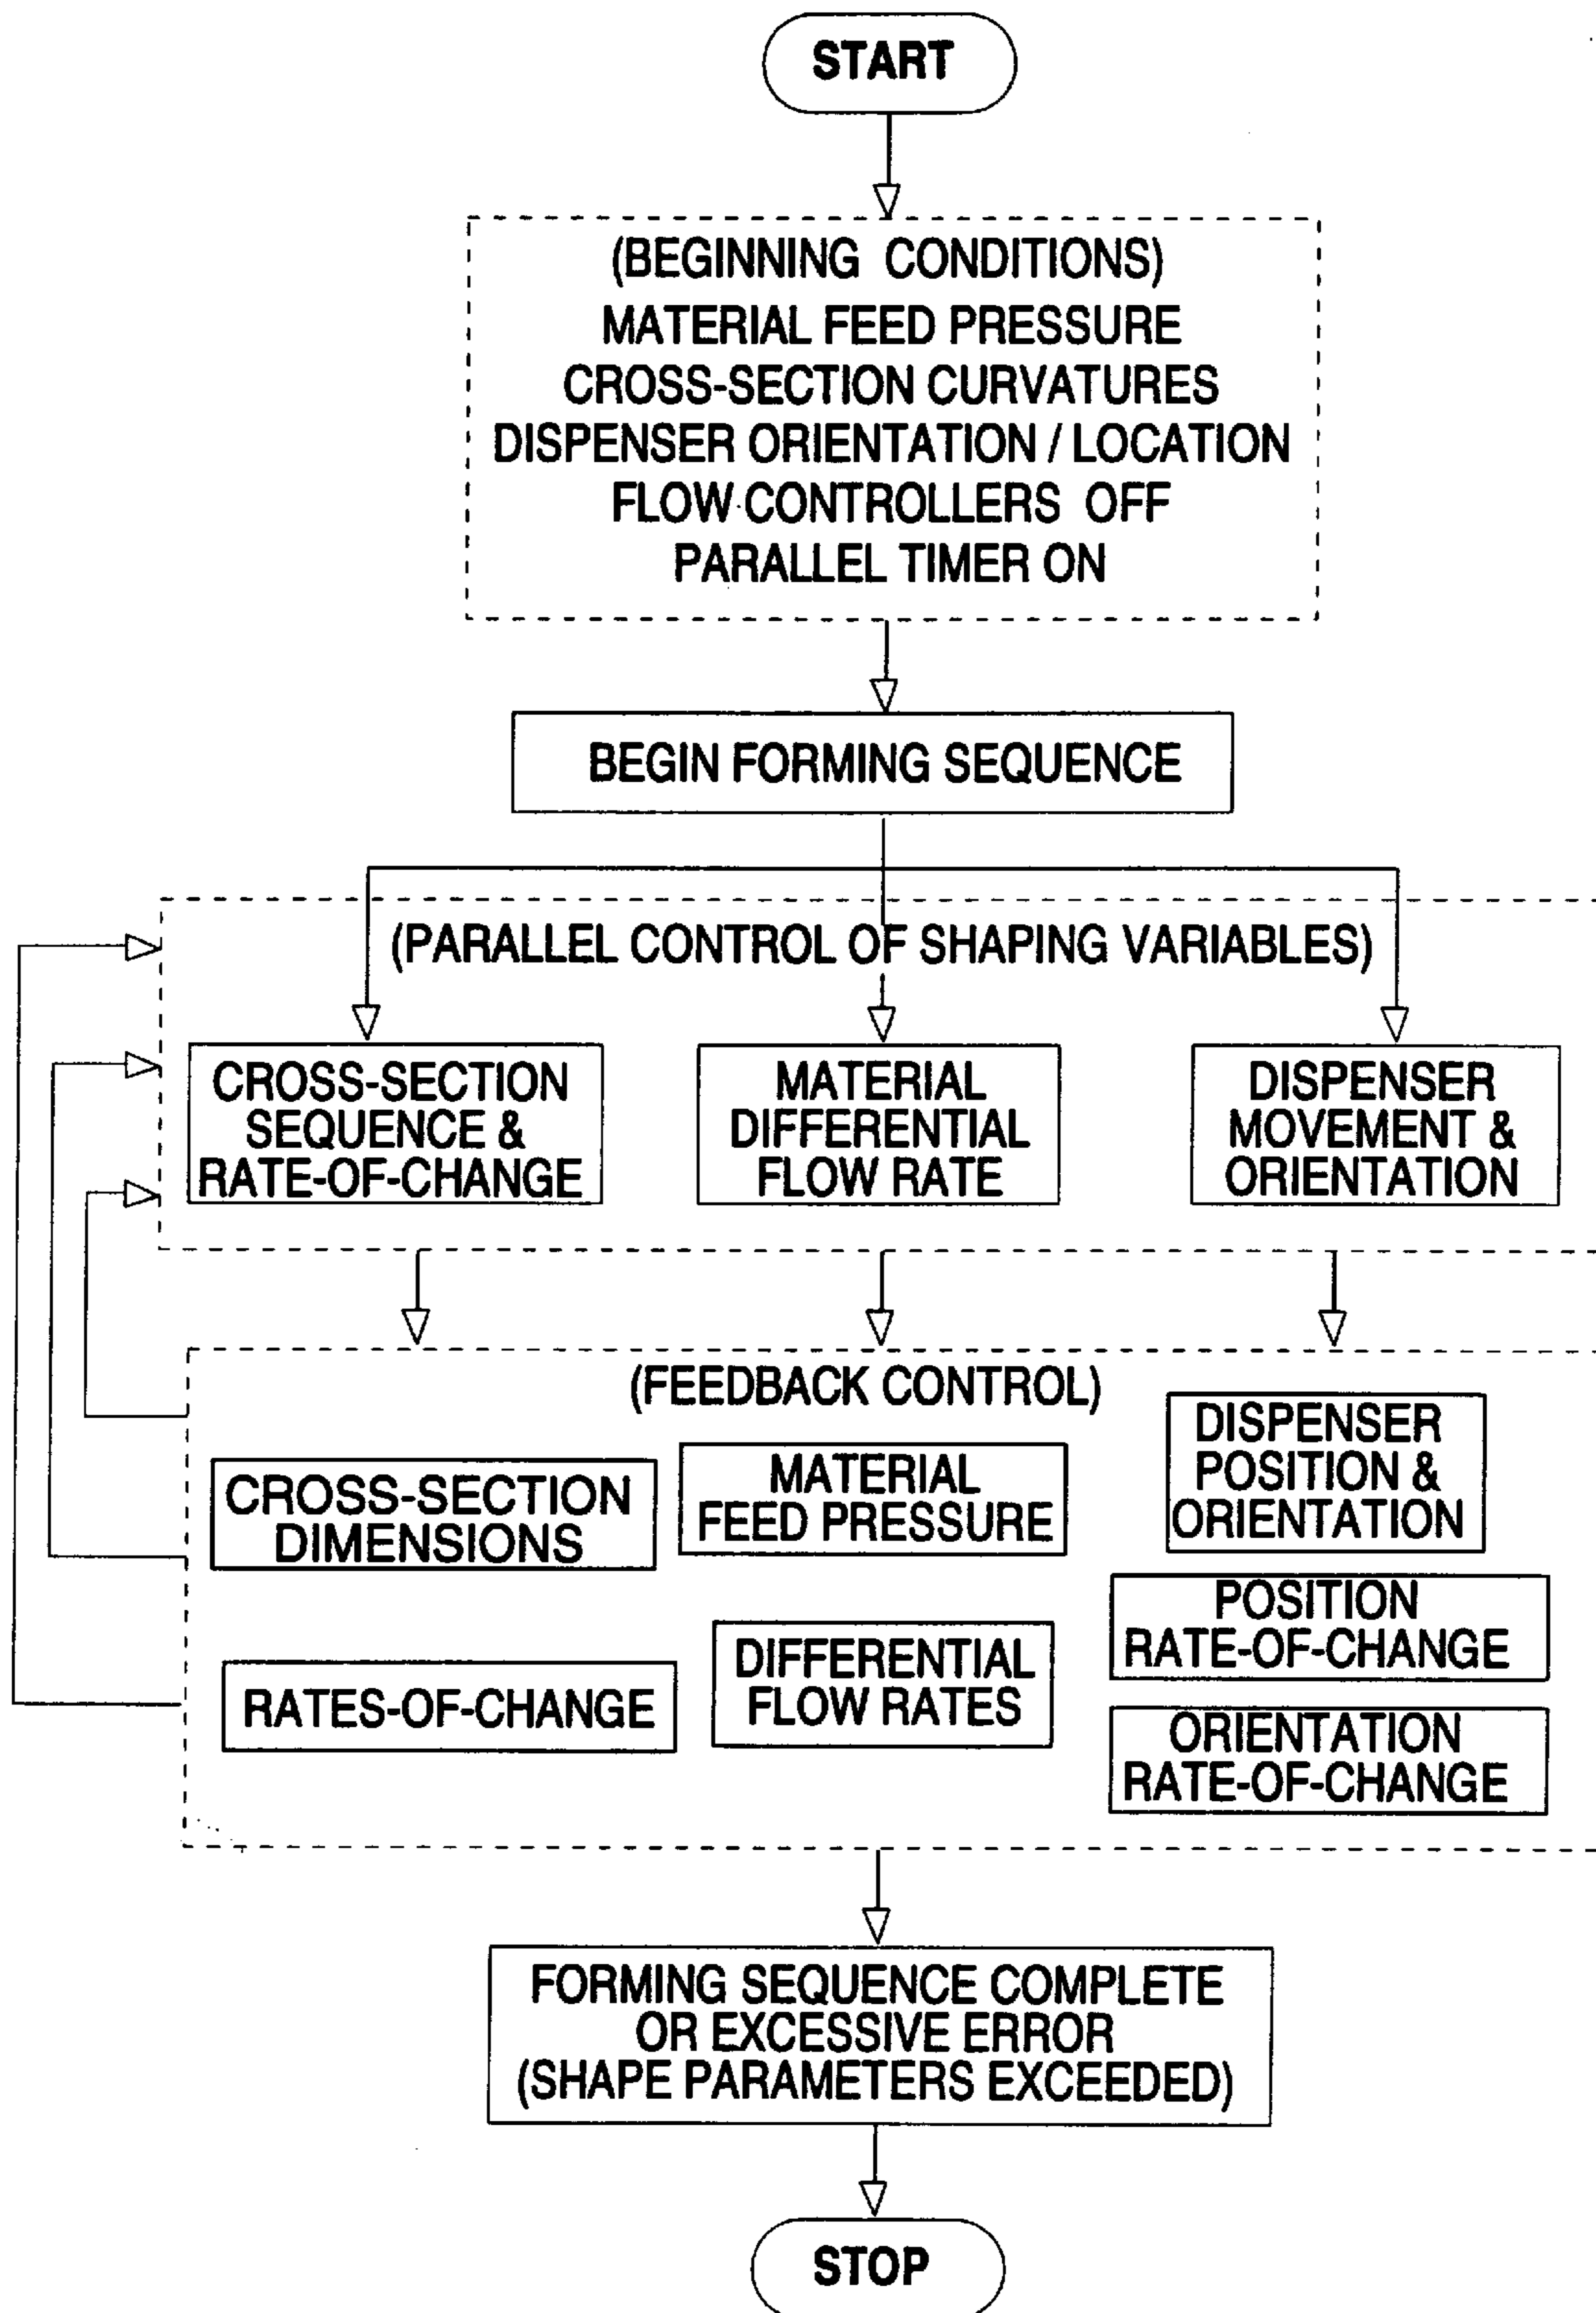 START
(BEGINNING CONDITIONS)
MATERIAL FEED PRESSURE
CROSS-SECTION CURVATURES
DISPENSER ORIENTATION / LOCATION
FLOW CONTROLLERS OFF
PARALLEL TIMER ON
BEGIN FORMING SEQUENCE
(PARALLEL CONTROL OF SHAPING VARIABLES)
CROSS-SECTION
SEQUENCE &
RATE-OF-CHANGE
MATERIAL
DIFFERENTIAL
FLOW RATE
DISPENSER
MOVEMENT &
ORIENTATION
(FEEDBACK CONTROL)
CROSS-SECTION
DIMENSIONS
RATES-OF-CHANGE
MATERIAL
FEED PRESSURE
DIFFERENTIAL
FLOW RATES
DISPENSER
POSITION &
ORIENTATION
POSITION
RATE-OF-CHANGE
ORIENTATION
RATE-OF-CHANGE
FORMING SEQUENCE COMPLETE
OR EXCESSIVE ERROR
(SHAPE PARAMETERS EXCEEDED)
STOP